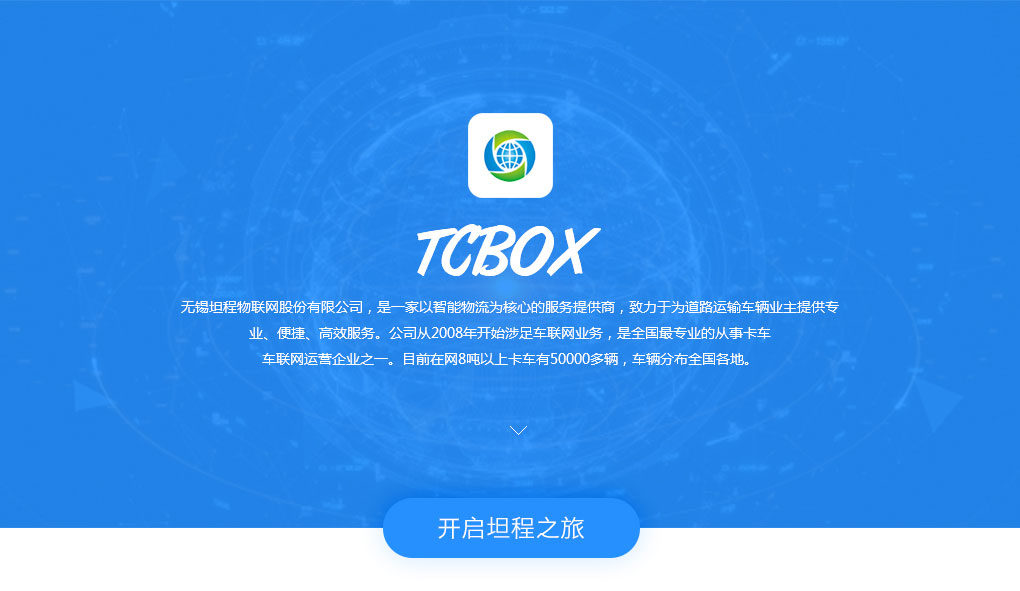 TCBOX
无锡坦程物联网股份有限公司，是一家以智能物流为核心的服务提供商，致力于为道路运输车辆业主提供专
业、便捷、高效服务。公司从2008年开始涉足车联网业务，是全国最专业的从事卡车
车联网运营企业之一。目前在网8吨以上卡车有50000多辆，车辆分布全国各地。
开启坦程之旅